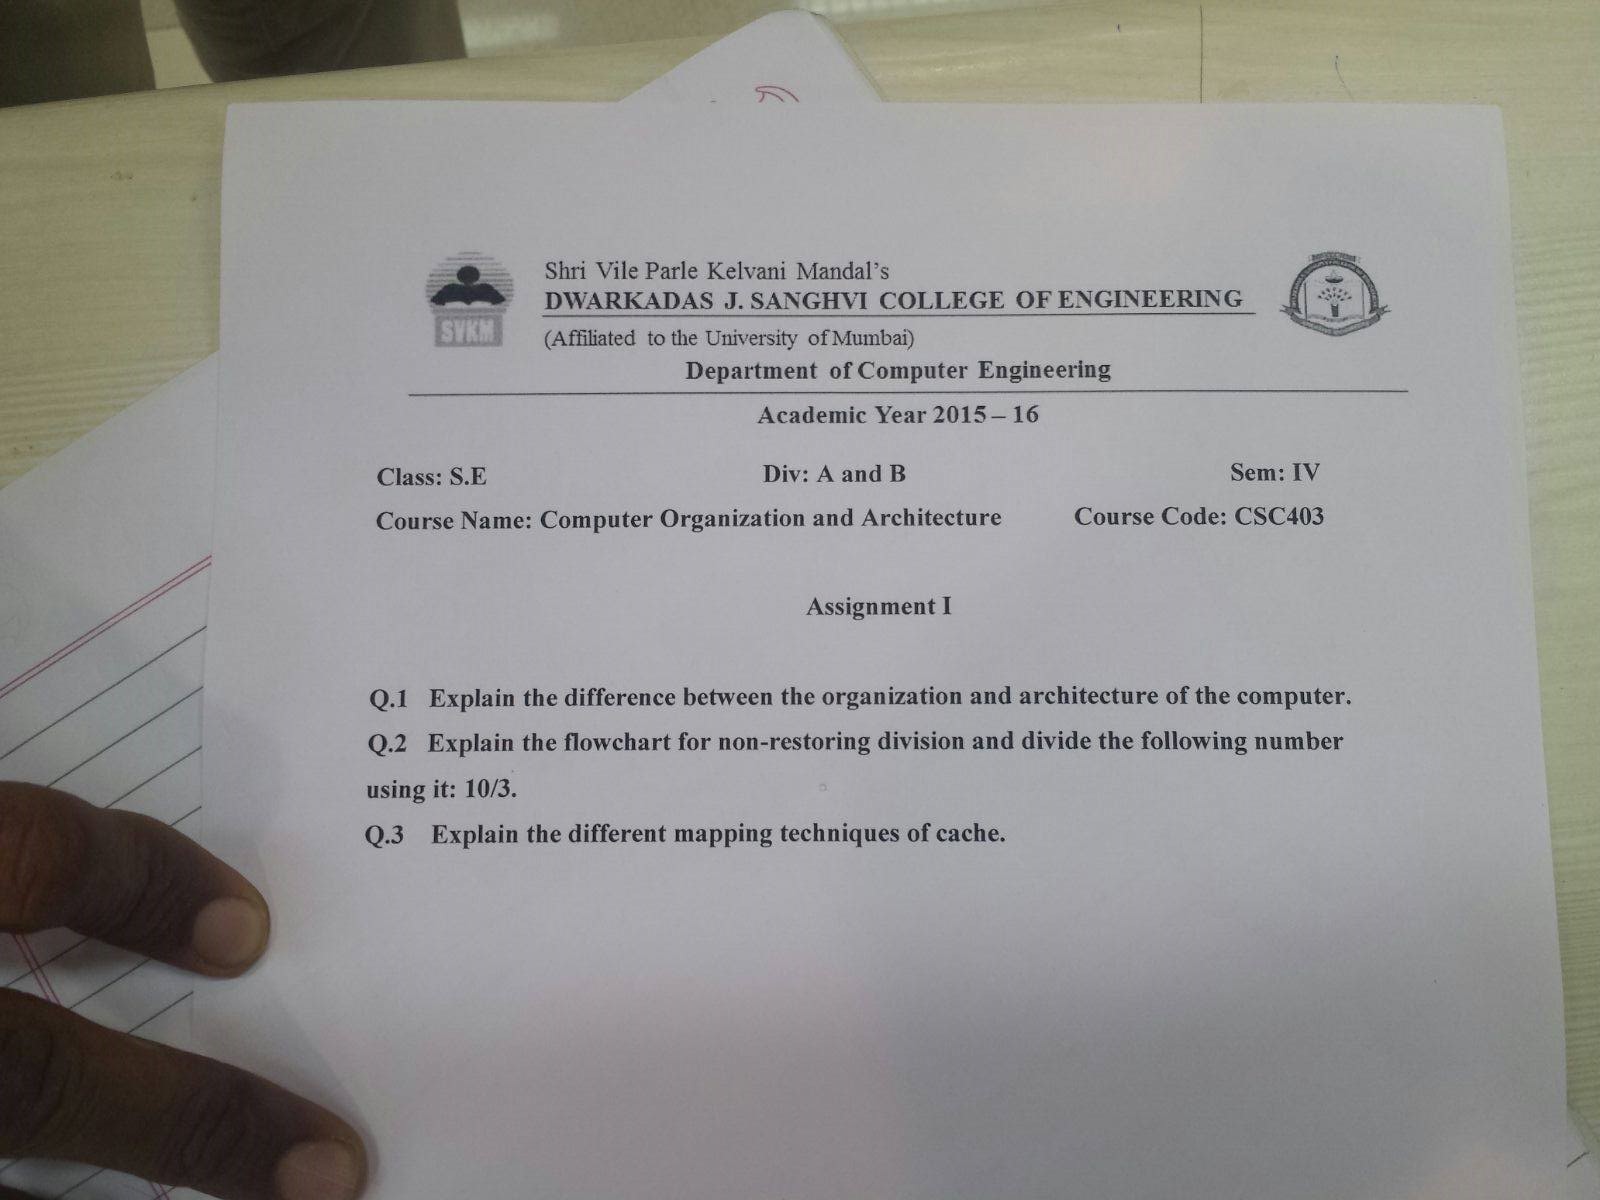 Shri Vile Parle Kelvani Mandal's
DWARKADAS J. SANGHVI COLLEGE OF ENGINEERING
SVKM
(Affiliated to the University of Mumbai)
Department of Computer Engineering
Academic Year 2015 – 16
Class: S.E Div: A and B Sem: IV
Course Name: Computer Organization and Architecture Course Code: CSC403
Assignment I
Q.1 Explain the difference between the organization and architecture of the computer.
Q.2 Explain the flowchart for non-restoring division and divide the following number
using it: 10/3.
Q.3 Explain the different mapping techniques of cache.